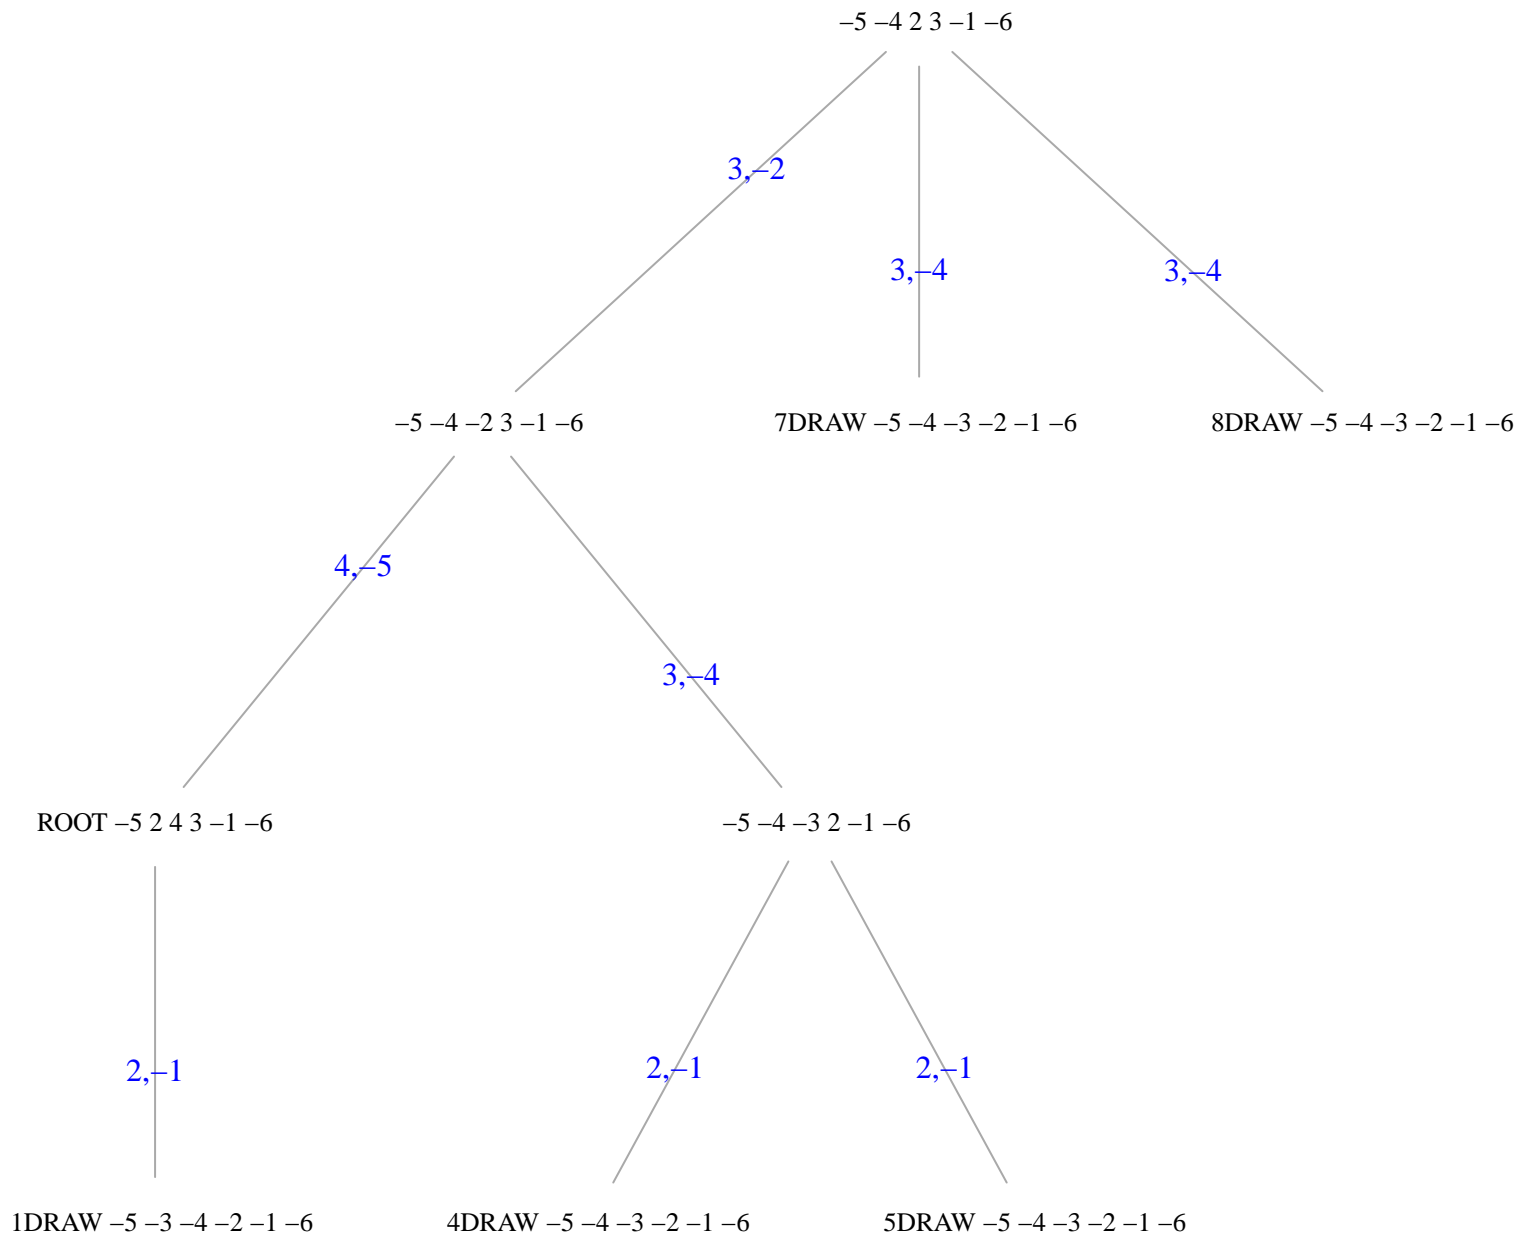 –5 –4 2 3 –1 –6
3,–2
3,–4
3,–4
–5 –4 –2 3 –1 –6
7DRAW –5 –4 –3 –2 –1 –6
8DRAW –5 –4 –3 –2 –1 –6
4,–5
3,–4
ROOT –5 2 4 3 –1 –6
–5 –4 –3 2 –1 –6
2,–1
2,–1
2,–1
1DRAW –5 –3 –4 –2 –1 –6
4DRAW –5 –4 –3 –2 –1 –6
5DRAW –5 –4 –3 –2 –1 –6